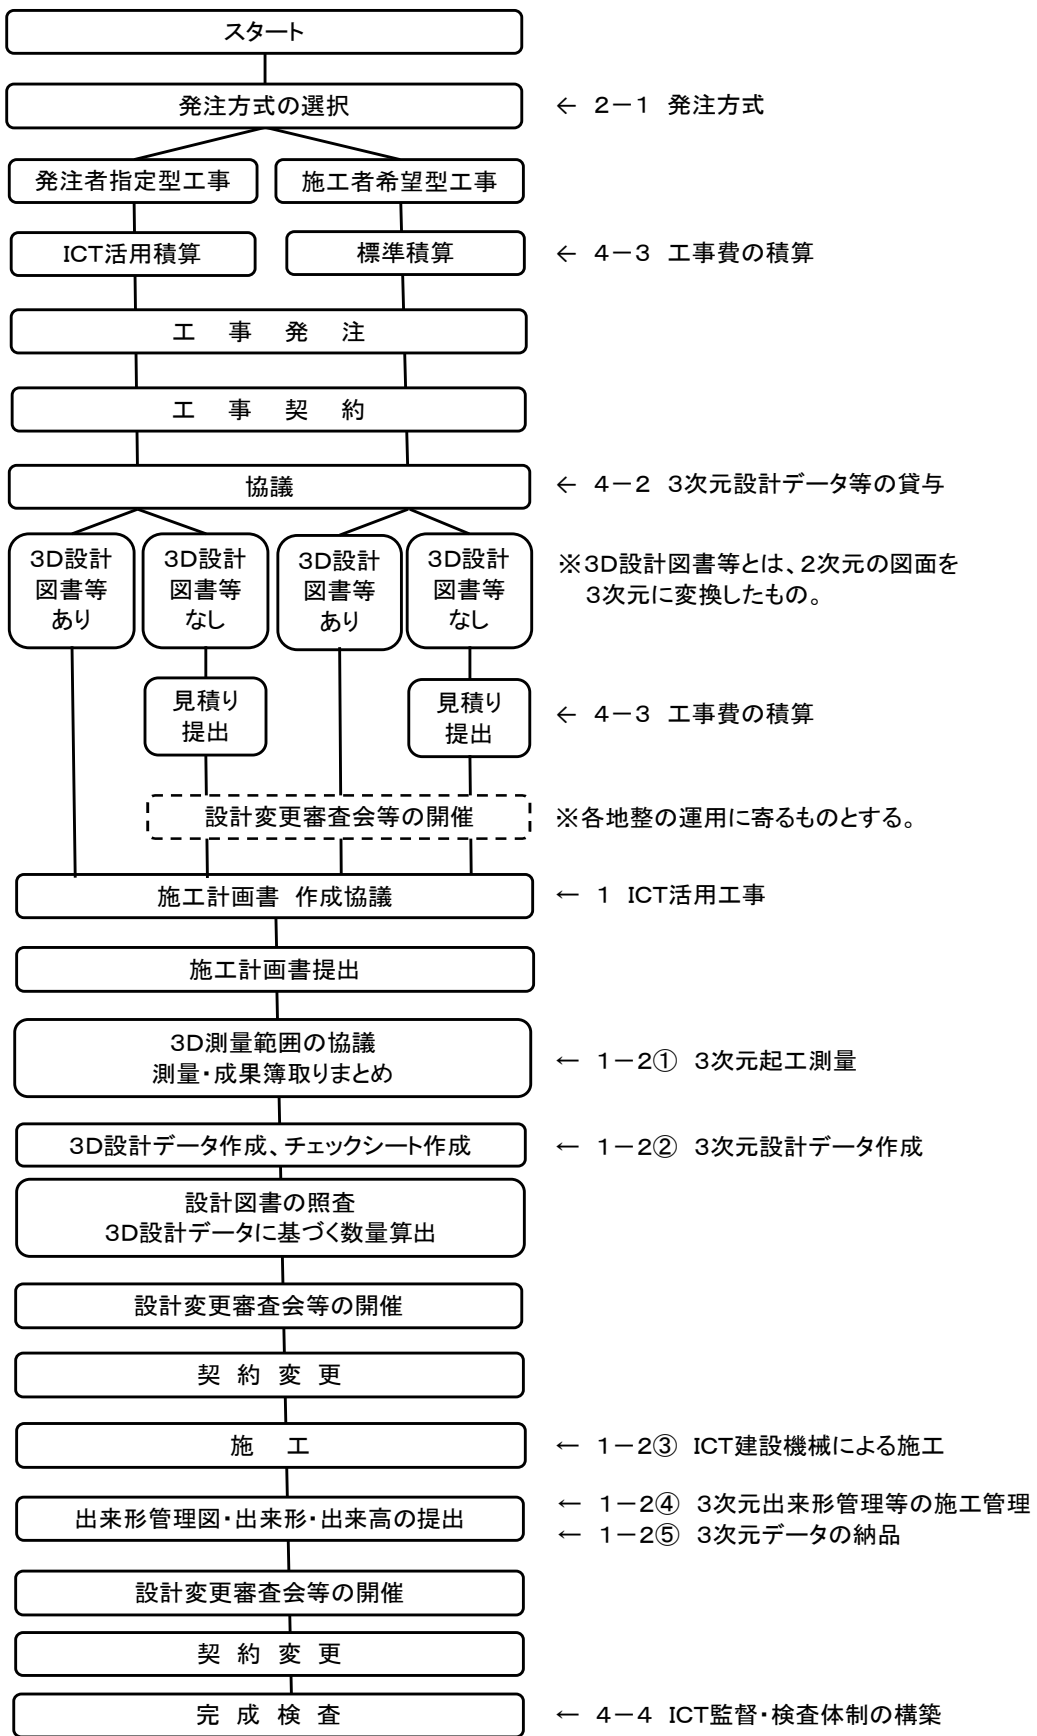 スタート
発注方式の選択
← 2－1 発注方式
発注者指定型工事
施工者希望型工事
ICT活用積算
標準積算
← 4－3 工事費の積算
工 事 発 注
工 事 契 約
協議
← 4－2 3次元設計データ等の貸与
3D設計
図書等
あり
3D設計
図書等
なし
3D設計
図書等
あり
3D設計
図書等
なし
※3D設計図書等とは、2次元の図面を
3次元に変換したもの。
見積り
提出
見積り
提出
← 4－3 工事費の積算
設計変更審査会等の開催
※各地整の運用に寄るものとする。
施工計画書 作成協議
← 1 ICT活用工事
施工計画書提出
3D測量範囲の協議
測量・成果簿取りまとめ
← 1－2① 3次元起工測量
3D設計データ作成、チェックシート作成
← 1－2② 3次元設計データ作成
設計図書の照査
3D設計データに基づく数量算出
設計変更審査会等の開催
契 約 変 更
施 工
← 1－2③ ICT建設機械による施工
出来形管理図・出来形・出来高の提出
← 1－2④ 3次元出来形管理等の施工管理
← 1－2⑤ 3次元データの納品
設計変更審査会等の開催
契 約 変 更
完 成 検 査
← 4－4 ICT監督・検査体制の構築